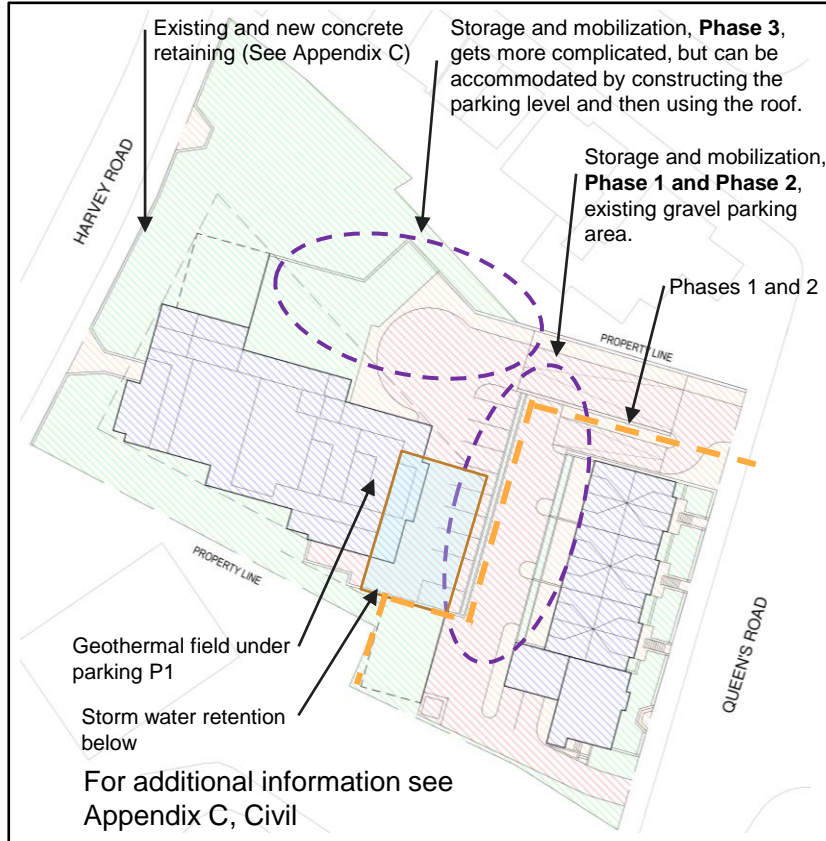 Existing and new concrete
retaining (See Appendix C)
Storage and mobilization, Phase 3,
gets more complicated, but can be
accommodated by constructing the
parking level and then using the roof.
Storage and mobilization,
Phase 1 and Phase 2,
existing gravel parking
area.
HARVEY ROAD
Phases 1 and 2
PROPERTY LINE
PROPERTY LINE
QUEEN'S ROAD
Geothermal field under
parking P1
Storm water retention
below
For additional information see
Appendix C, Civil